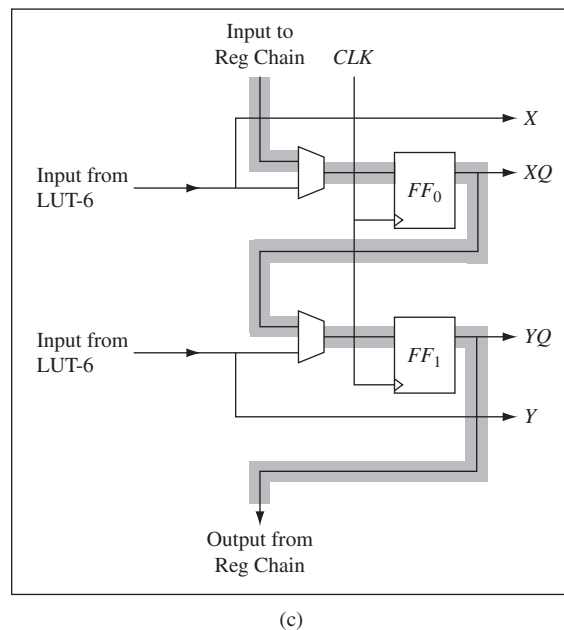 Input to
Reg Chain
CLK
X
Input from
LUT-6
FF0
XQ
Input from
LUT-6
FF1
YQ
Y
Output from
Reg Chain
(c)